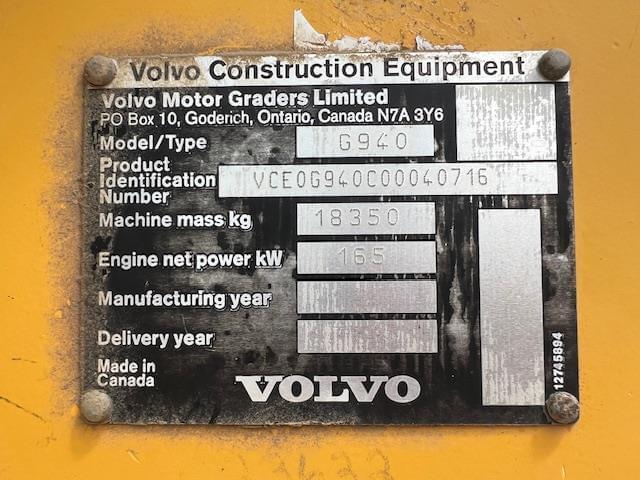 Volvo Construction Equipment
Volvo Motor Graders Limited
PO Box 10, Goderich, Ontario, Canada N7A 3Y6
Model/Type G940
Product
Identification VCE0G940C00040716
Number
Machine mass kg 18350
Engine net power kW 165
Manufacturing year
Delivery year
Made in
Canada
VOLVO
12745894